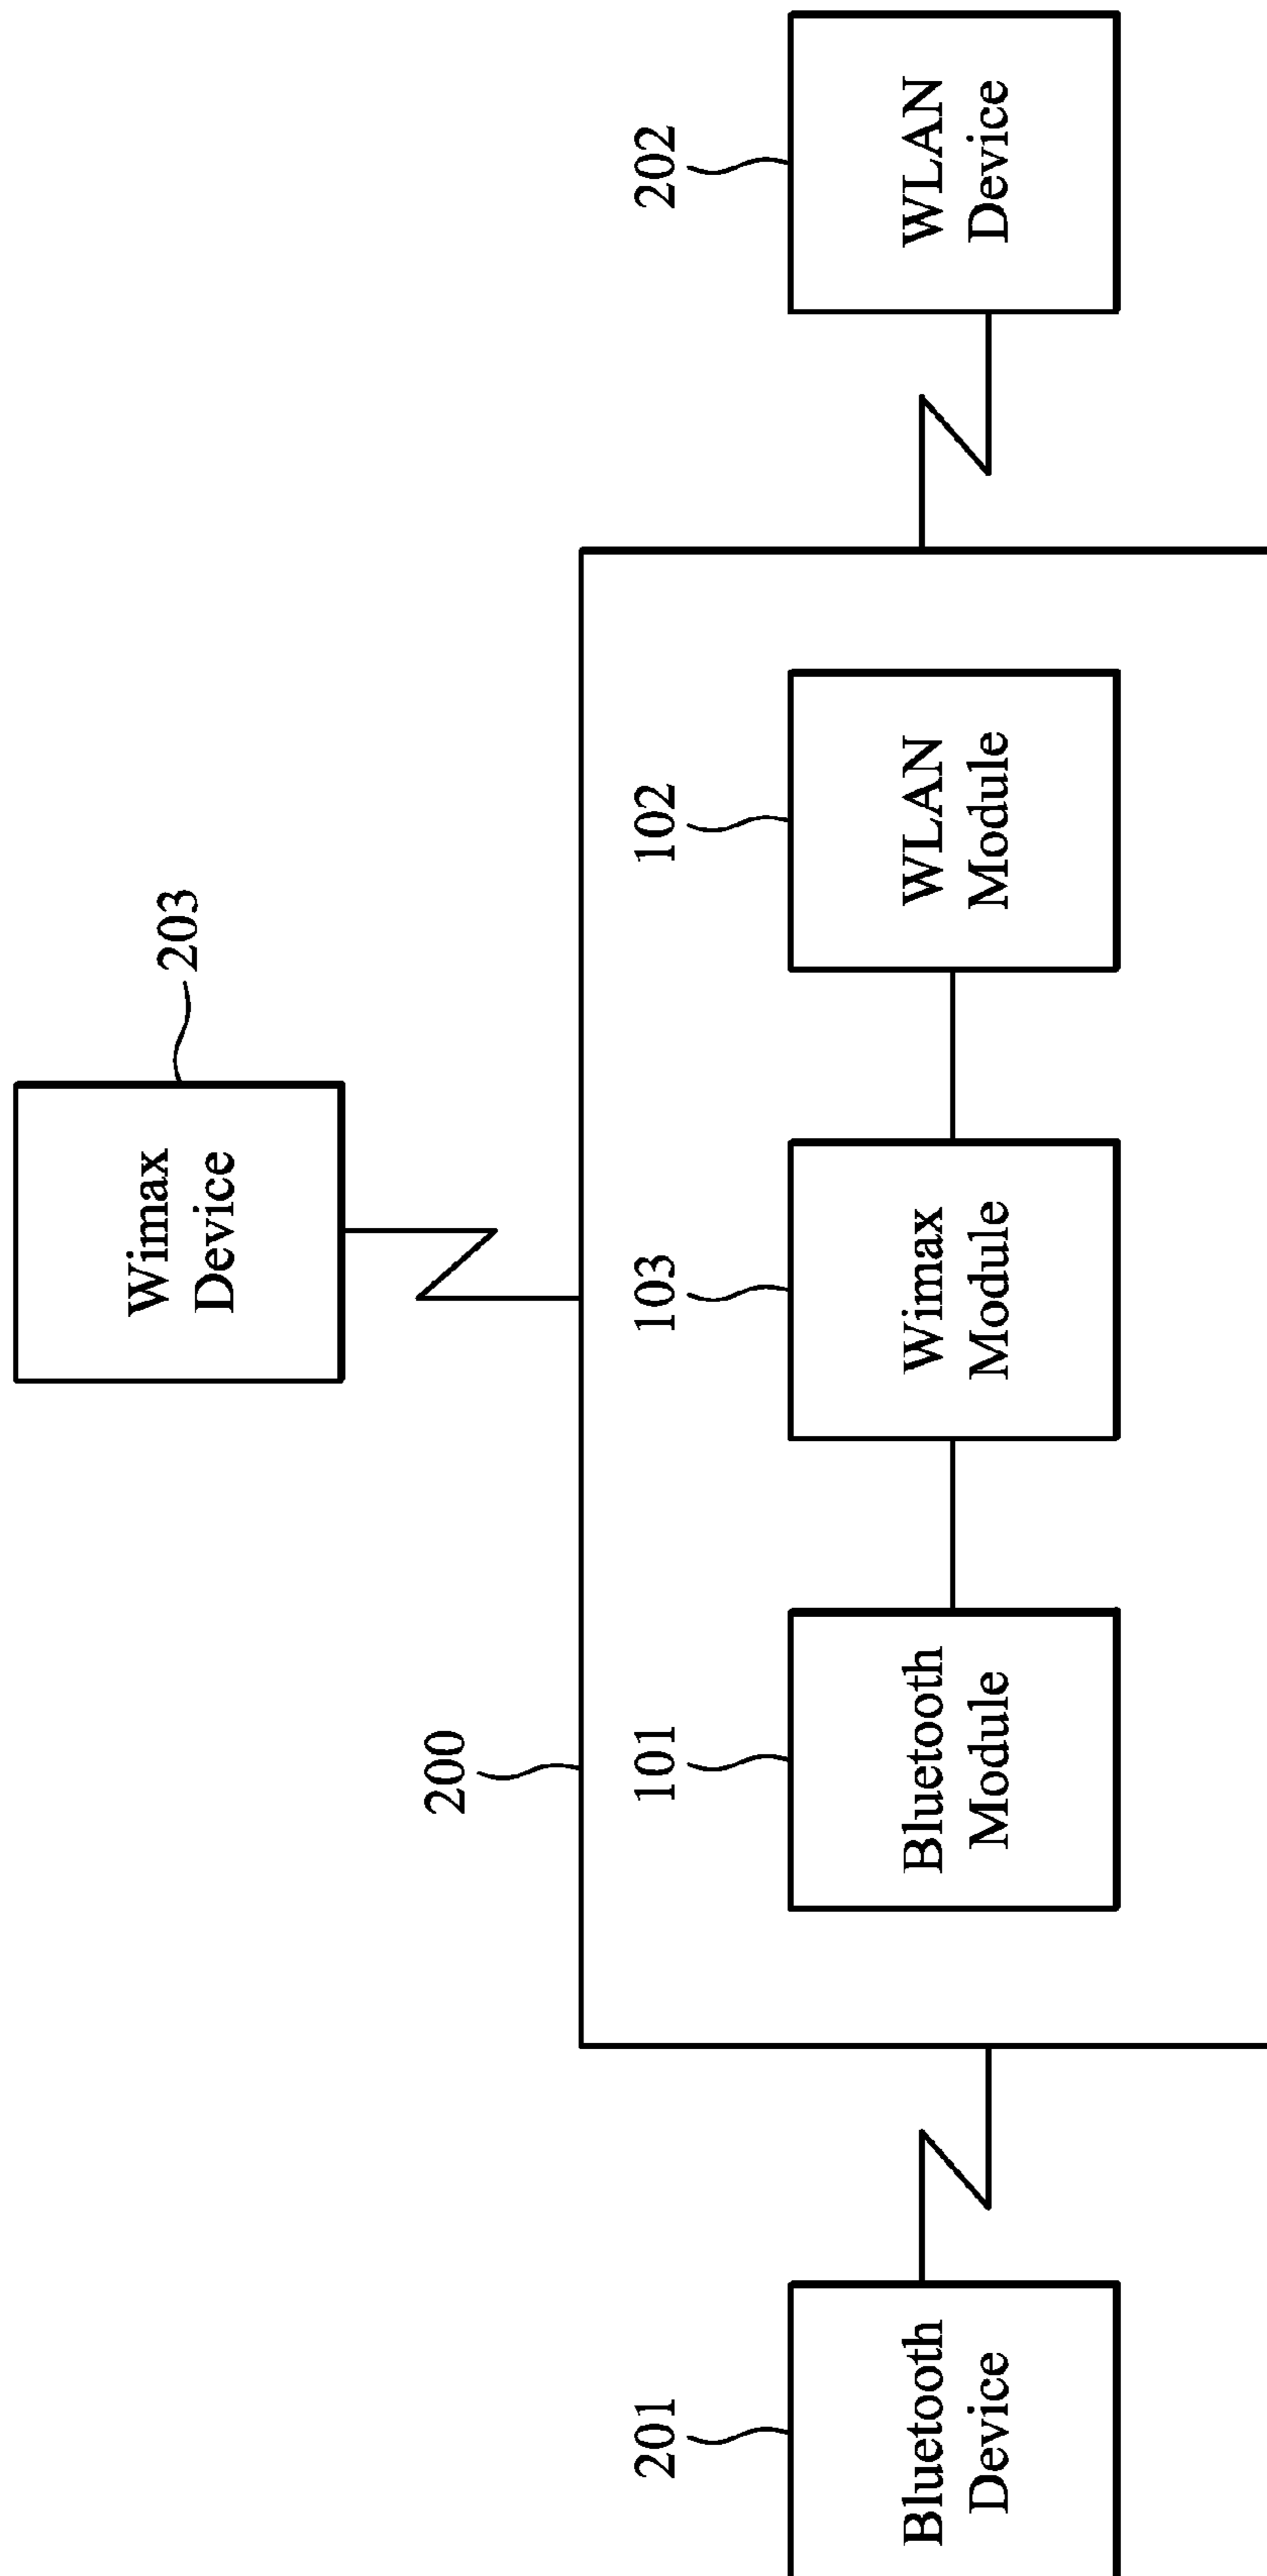 203
Wimax
Device
200
201
Bluetooth
Device
101
Bluetooth
Module
103
Wimax
Module
102
WLAN
Module
202
WLAN
Device